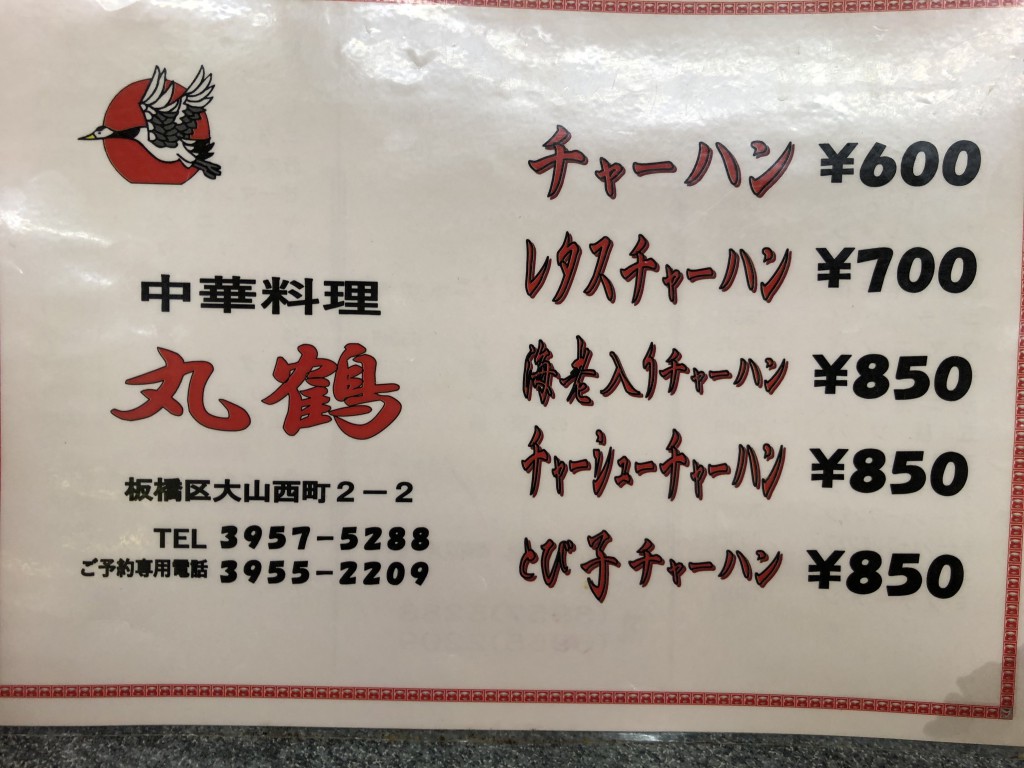 中華料理
丸鶴
板橋区大山西町2-2
TEL 3957-5288
ご予約専用電話 3955-2209
チャーハン ¥600
レタスチャーハン ¥700
海老入りチャーハン ¥850
チャーシューチャーハン ¥850
とび子チャーハン ¥850